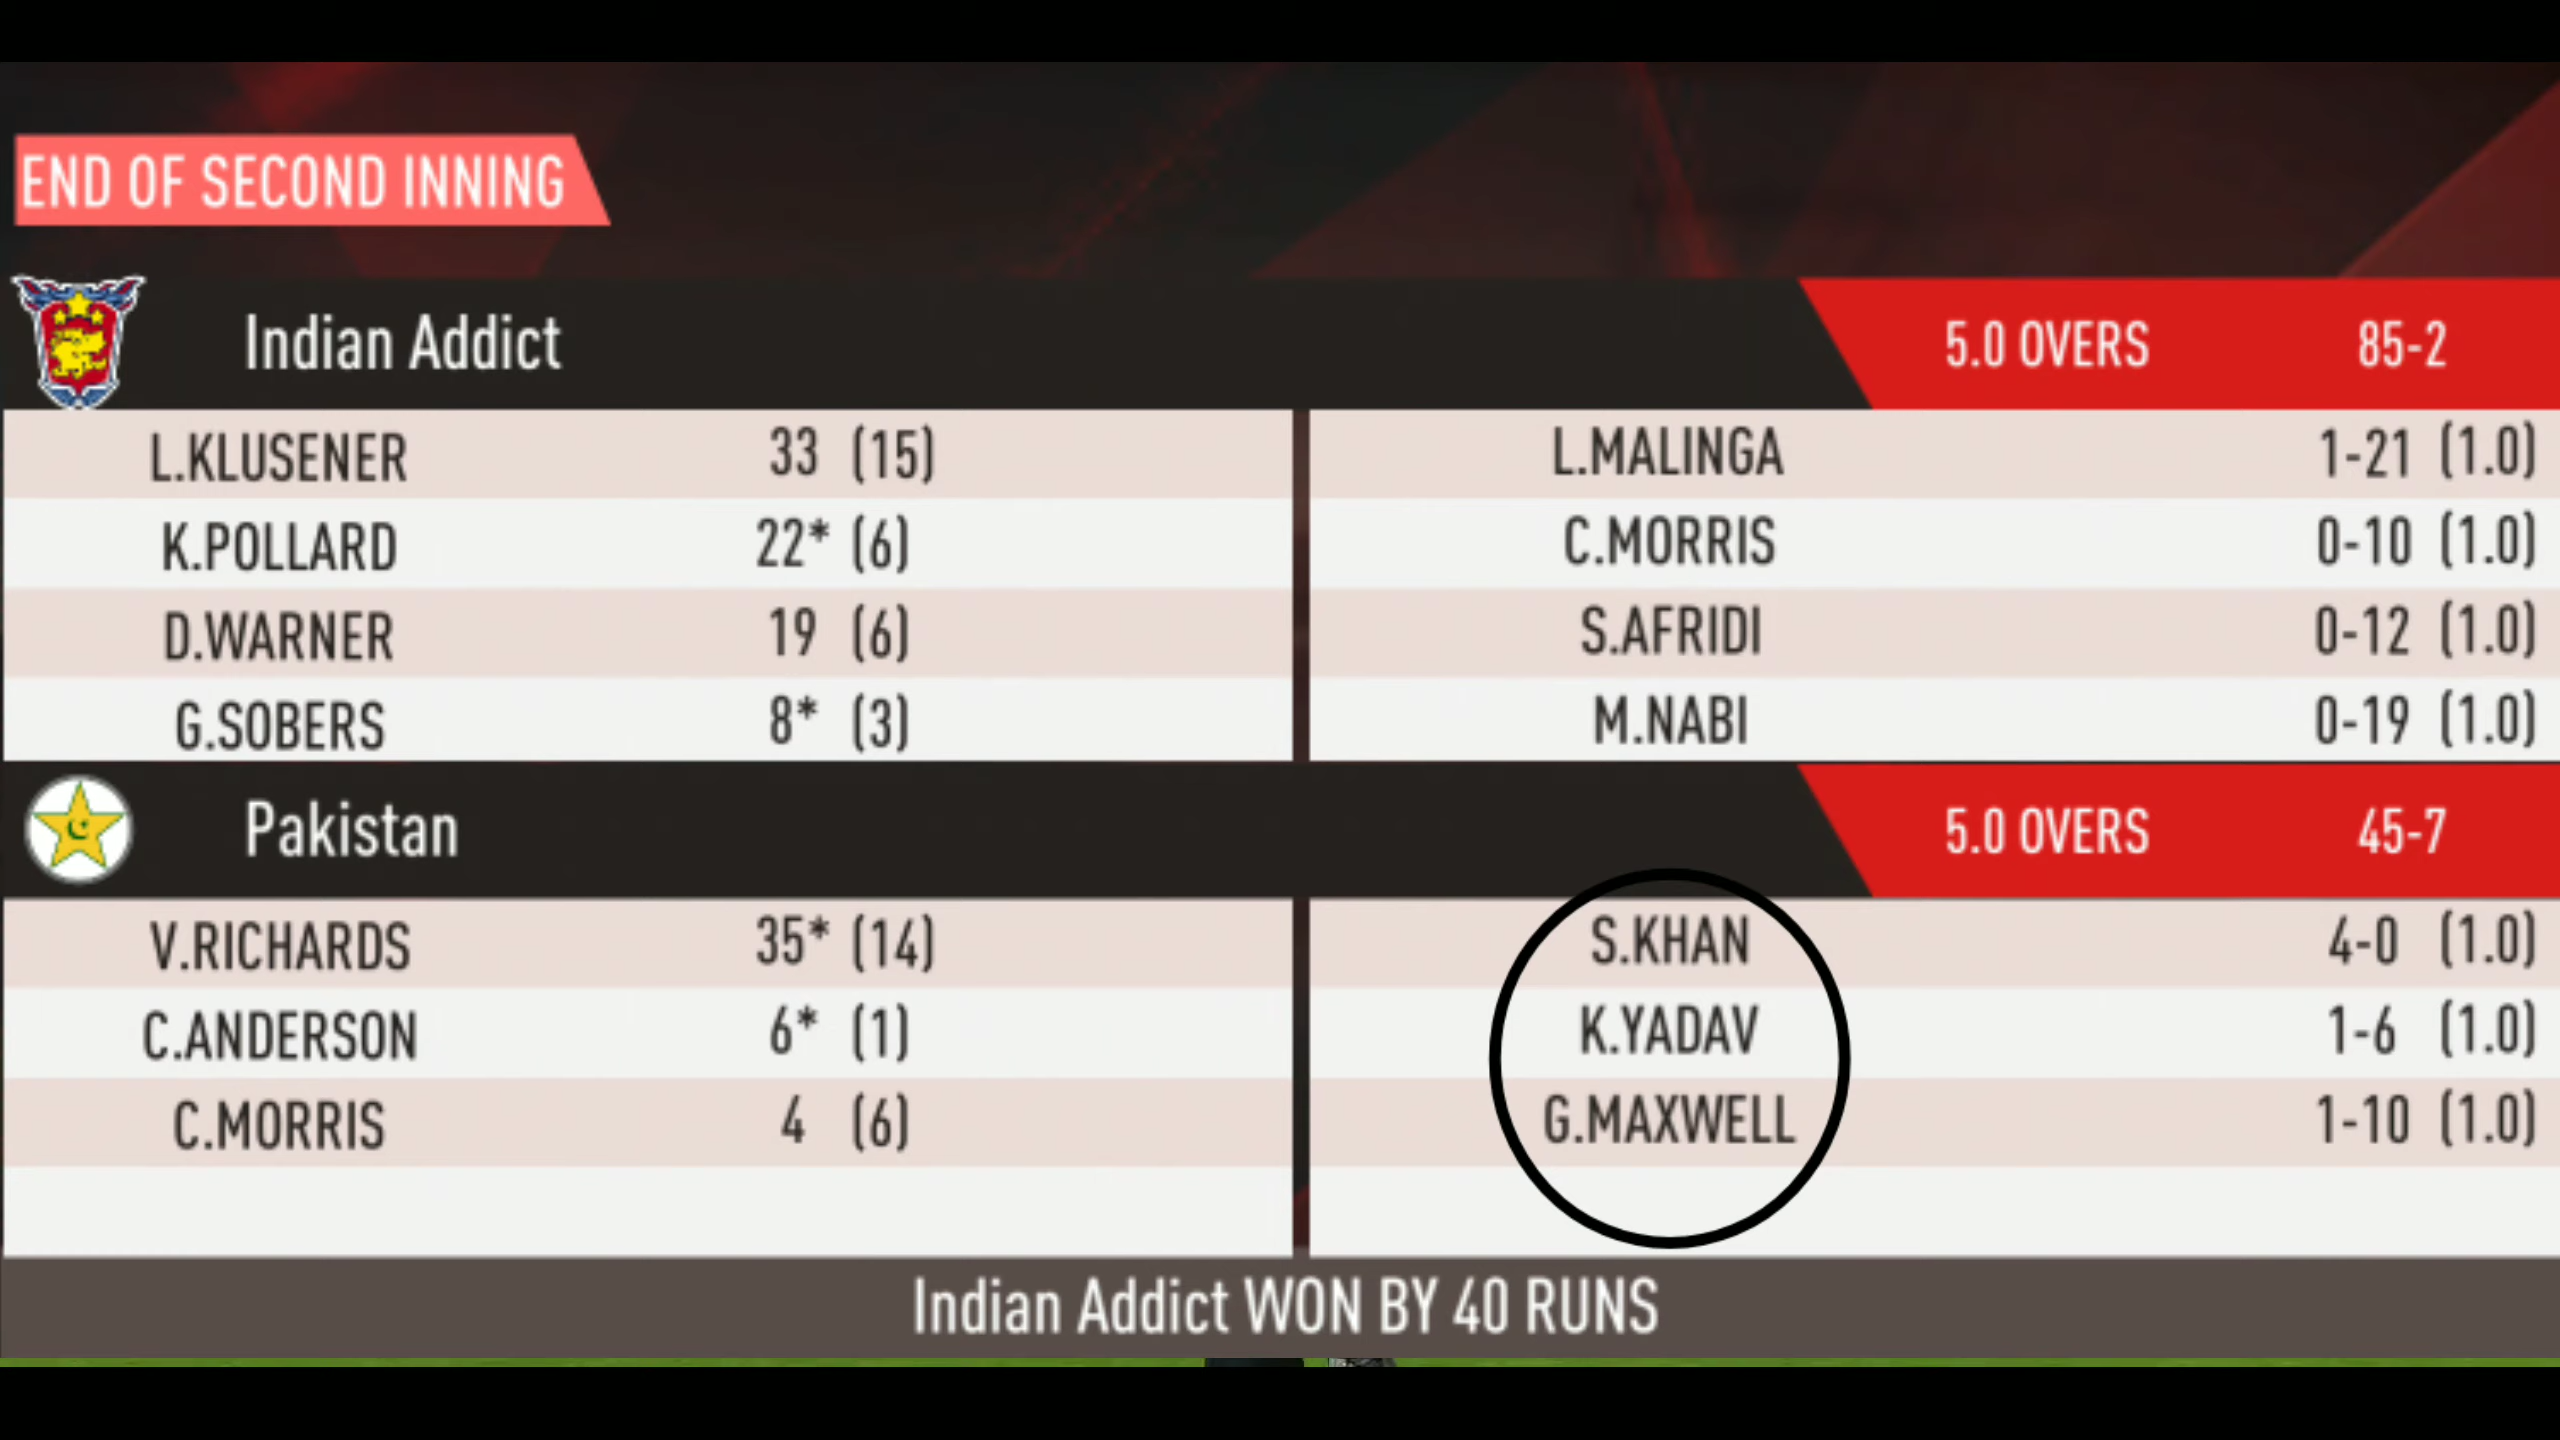 END OF SECOND INNING
Indian Addict 5.0 OVERS 85-2
L.KLUSENER 33 (15) L.MALINGA 1-21 (1.0)
K.POLLARD 22* (6) C.MORRIS 0-10 (1.0)
D.WARNER 19 (6) S.AFRIDI 0-12 (1.0)
G.SOBERS 8* (3) M.NABI 0-19 (1.0)
Pakistan 5.0 OVERS 45-7
V.RICHARDS 35* (14) S.KHAN 4-0 (1.0)
C.ANDERSON 6* (1) K.YADAV 1-6 (1.0)
C.MORRIS 4 (6) G.MAXWELL 1-10 (1.0)
Indian Addict WON BY 40 RUNS